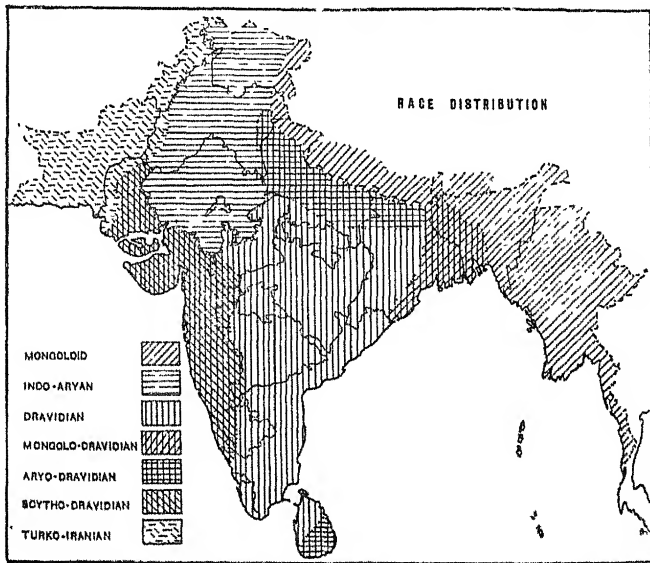 RACE DISTRIBUTION
MONGOLOID
INDO-ARYAN
DRAVIDIAN
MONGOLO-DRAVIDIAN
ARYO-DRAVIDIAN
SCYTHO-DRAVIDIAN
TURKO-IRANIAN